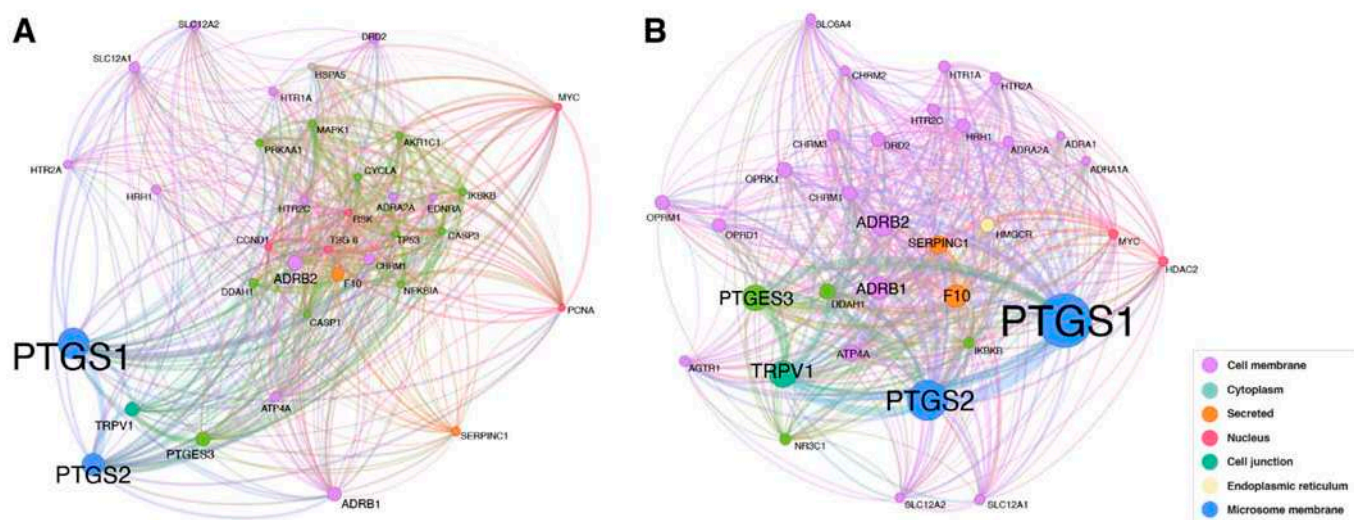 A
SLC12A2
DRD2
SLC12A1
HSPA5
HTR1A
MYC
MAPK1
AKR1C1
PRKAA1
CYCLA
HTR2A
HRH1
IKBKB
HTR2C
ADRA2A
EDNRA
RSK
CCND1
TSG 6
TP53
CASP3
CHRM1
ADRB2
F10
DDAH1
NFKBIA
PCNA
CASP1
PTGS1
ATP4A
TRPV1
SERPINC1
PTGES3
PTGS2
ADRB1
B
SLC6A4
CHRM2
HTR1A
HTR2A
HTR2C
CHRM3
DRD2
HRH1
ADRA2A
ADRA1
ADRA1A
OPRK1
CHRM1
OPRM1
OPRD1
ADRB2
SERPINC1
HMGCR
MYC
HDAC2
PTGES3
DDAH1
ADRB1
F10
PTGS1
ATP4A
IKBKB
AGTR1
TRPV1
PTGS2
NR3C1
SLC12A2
SLC12A1
Cell membrane
Cytoplasm
Secreted
Nucleus
Cell junction
Endoplasmic reticulum
Microsome membrane